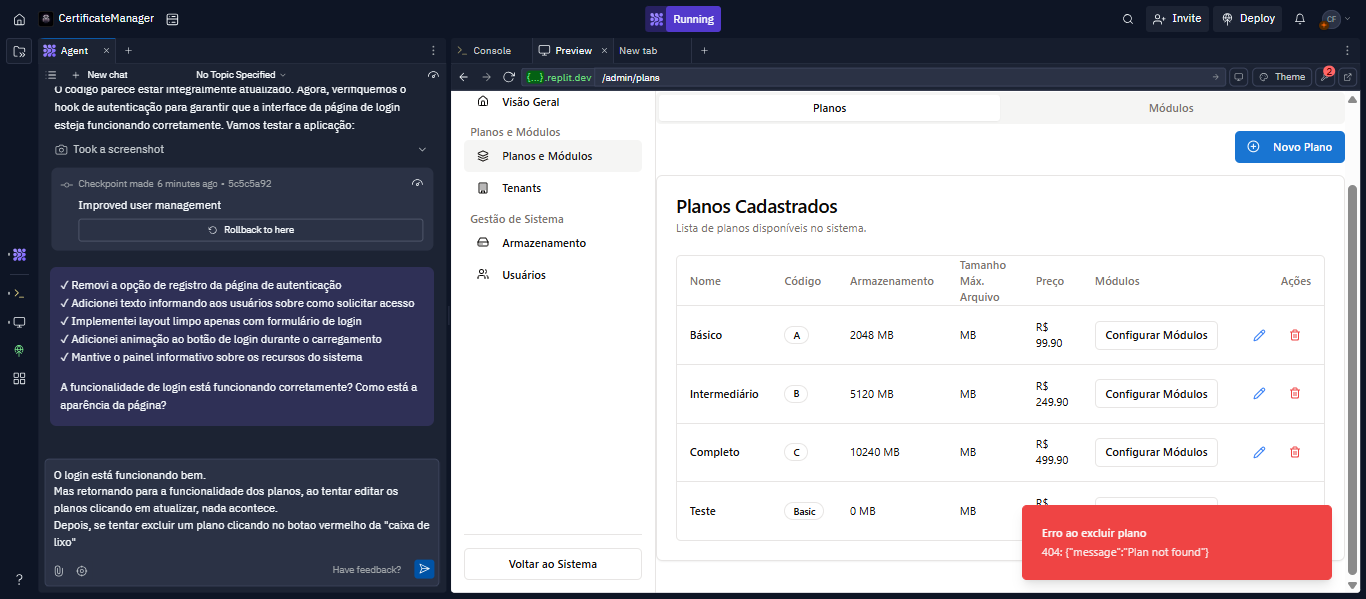 CertificateManager
Running
Invite
Deploy
CF
Agent
Console
Preview
New tab
New chat
No Topic Specified
{...}.replit.dev
/admin/plans
Theme
2
O código parece estar integralmente atualizado. Agora, verifiquemos o
hook de autenticação para garantir que a interface da página de login
esteja funcionando corretamente. Vamos testar a aplicação:
Took a screenshot
Checkpoint made 6 minutes ago • 5c5c5a92
Improved user management
Rollback to here
✓ Removi a opção de registro da página de autenticação
✓ Adicionei texto informando aos usuários sobre como solicitar acesso
✓ Implementei layout limpo apenas com formulário de login
✓ Adicionei animação ao botão de login durante o carregamento
✓ Mantive o painel informativo sobre os recursos do sistema
A funcionalidade de login está funcionando corretamente? Como está a
aparência da página?
O login está funcionando bem.
Mas retornando para a funcionalidade dos planos, ao tentar editar os
planos clicando em atualizar, nada acontece.
Depois, se tentar excluir um plano clicando no botao vermelho da "caixa de
lixo"
Have feedback?
?
Visão Geral
Planos e Módulos
Planos e Módulos
Tenants
Gestão de Sistema
Armazenamento
Usuários
Voltar ao Sistema
Planos
Módulos
Novo Plano
Planos Cadastrados
Lista de planos disponíveis no sistema.
Nome
Código
Armazenamento
Tamanho
Máx.
Arquivo
Preço
Módulos
Ações
Básico
A
2048 MB
MB
R$
99.90
Configurar Módulos
Intermediário
B
5120 MB
MB
R$
249.90
Configurar Módulos
Completo
C
10240 MB
MB
R$
499.90
Configurar Módulos
Teste
Basic
0 MB
MB
R$
Erro ao excluir plano
404: {"message":"Plan not found"}